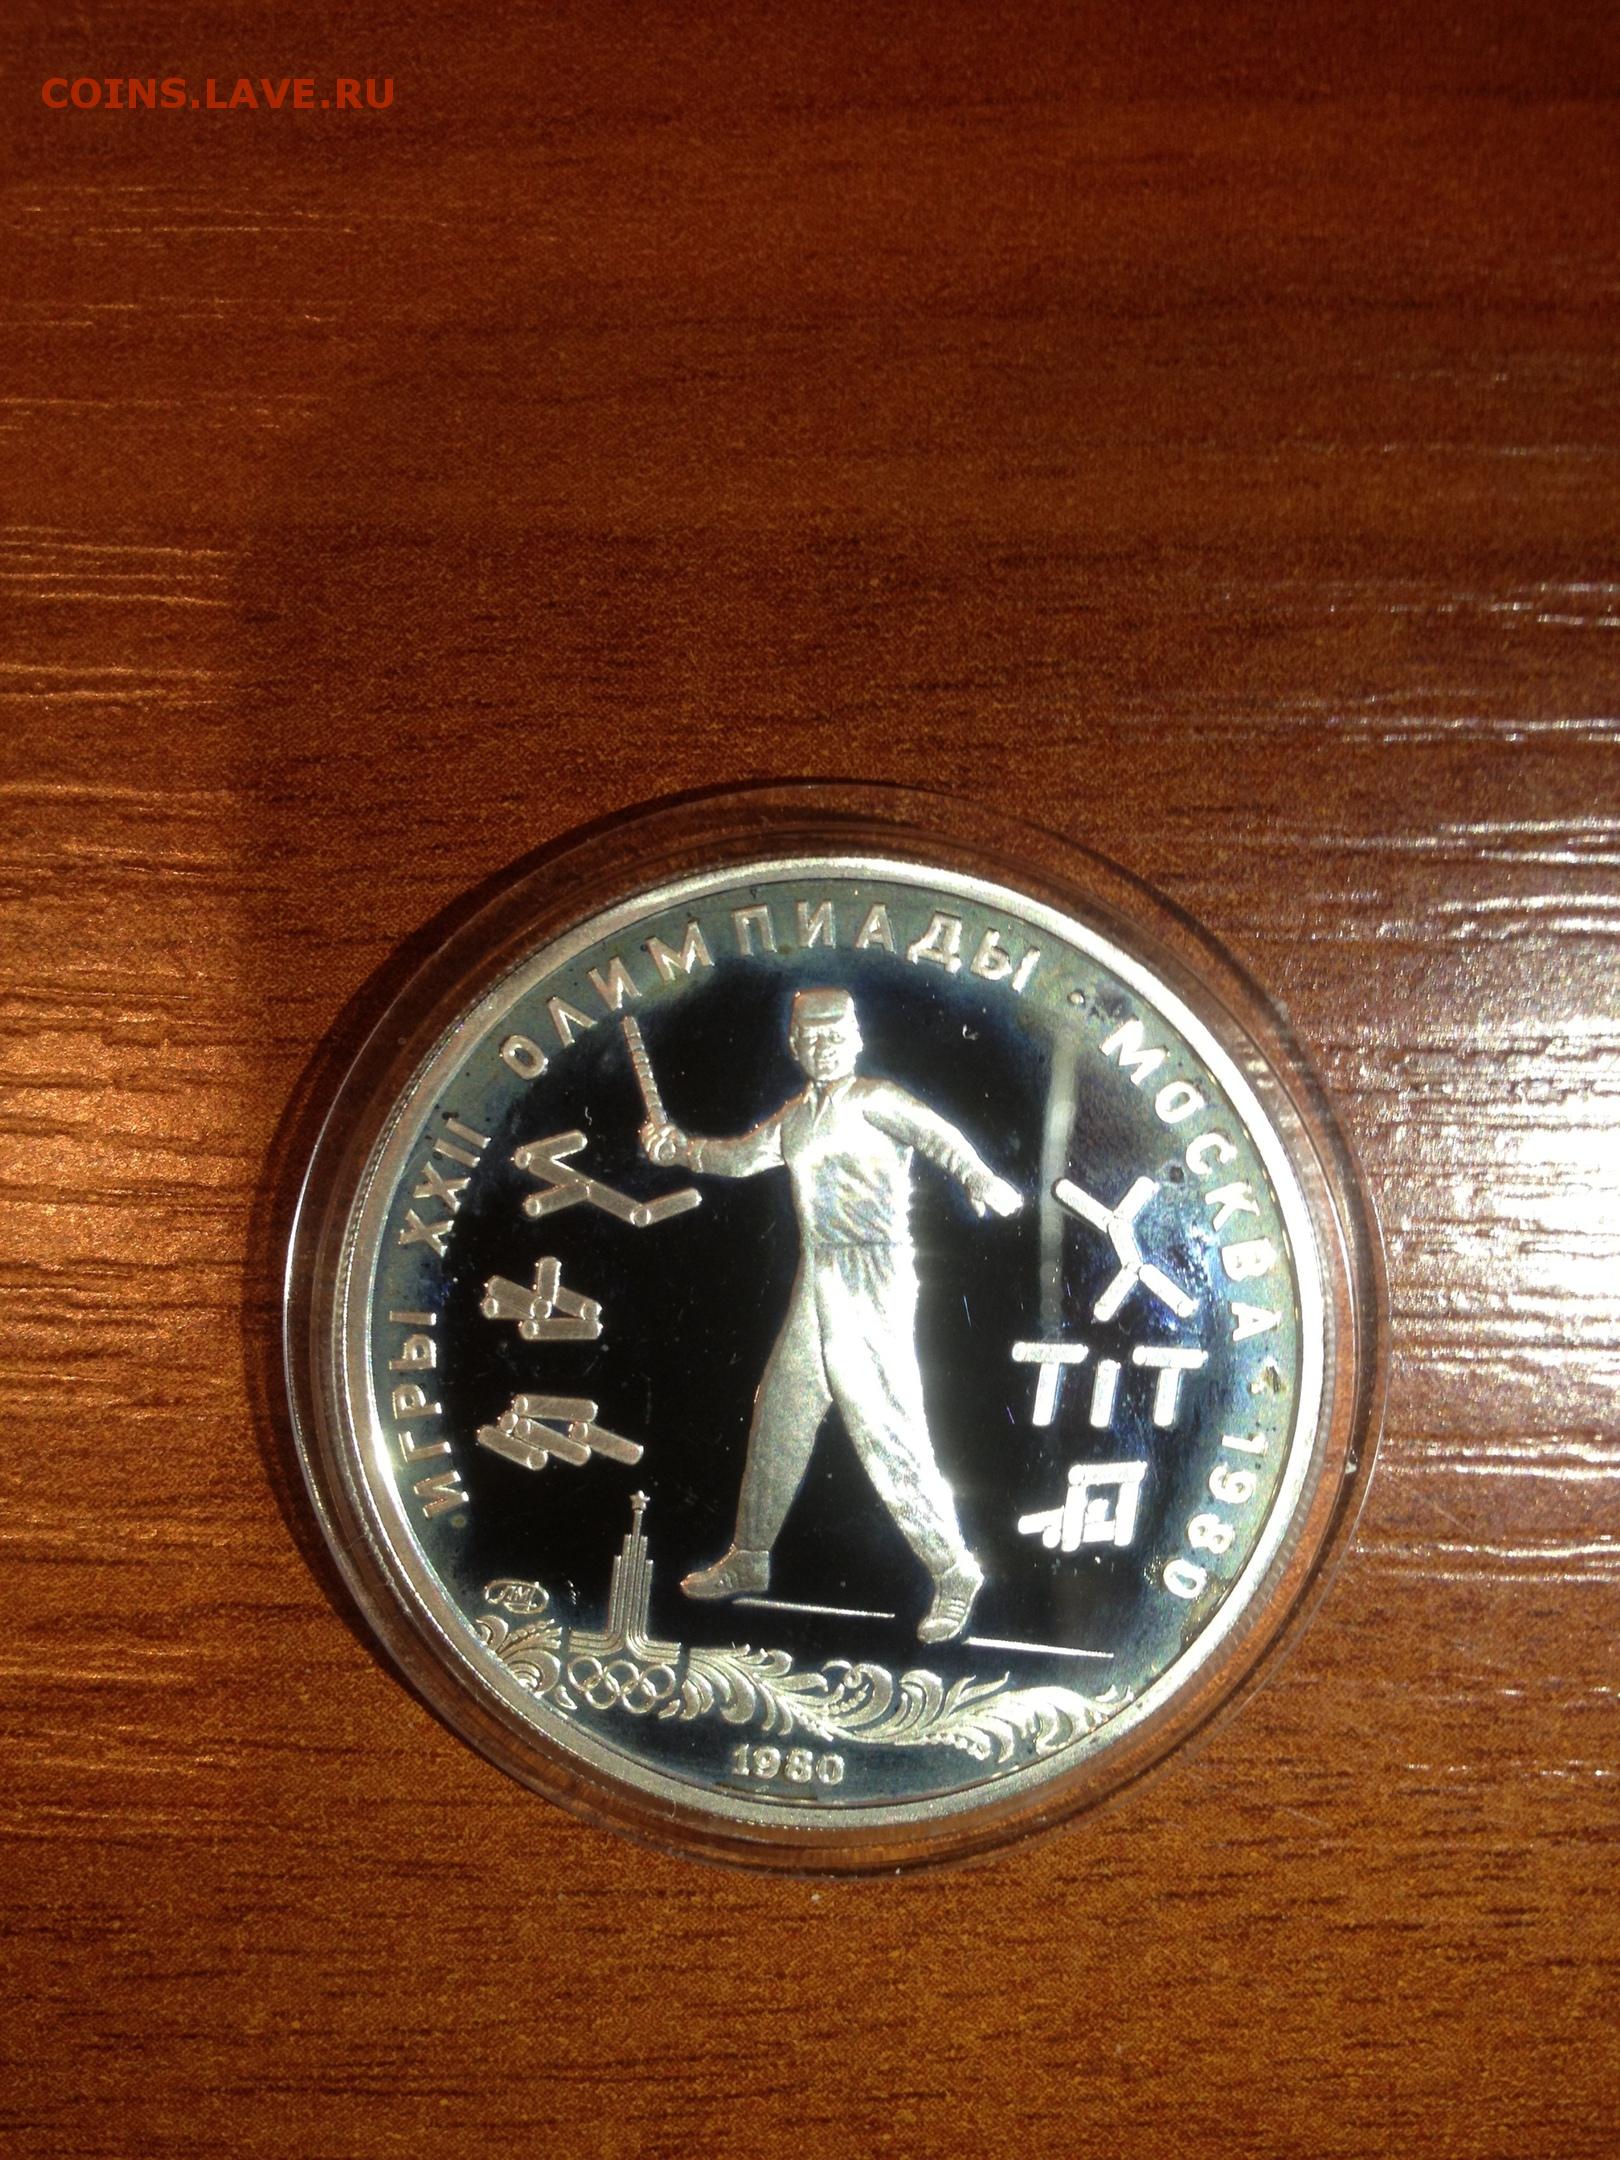 COINS.LAVE.RU
ИГРЫ XXII ОЛИМПИАДЫ · МОСКВА · 1980
ЛМД
1980